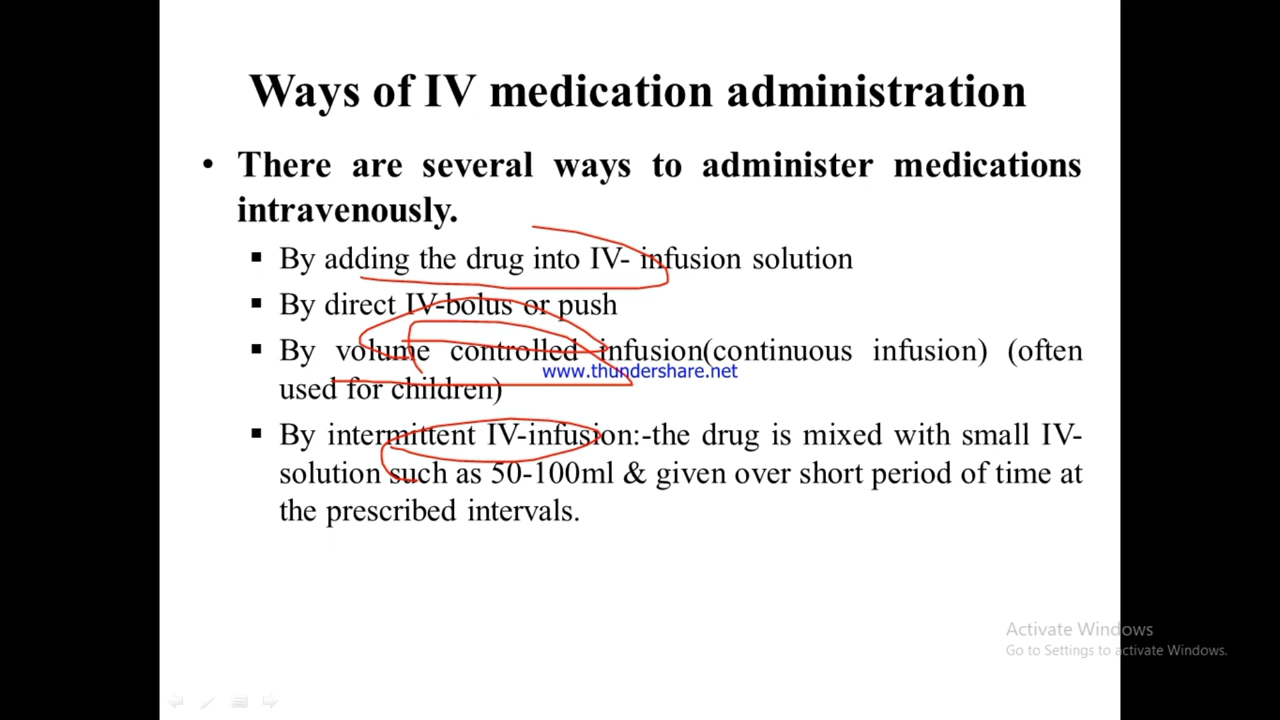 Ways of IV medication administration
• There are several ways to administer medications
intravenously.
▪ By adding the drug into IV- infusion solution
▪ By direct IV-bolus or push
▪ By volume controlled infusion(continuous infusion) (often
www.thundershare.net
used for children)
▪ By intermittent IV-infusion:-the drug is mixed with small IV-
solution such as 50-100ml & given over short period of time at
the prescribed intervals.
Activate Windows
Go to Settings to activate Windows.